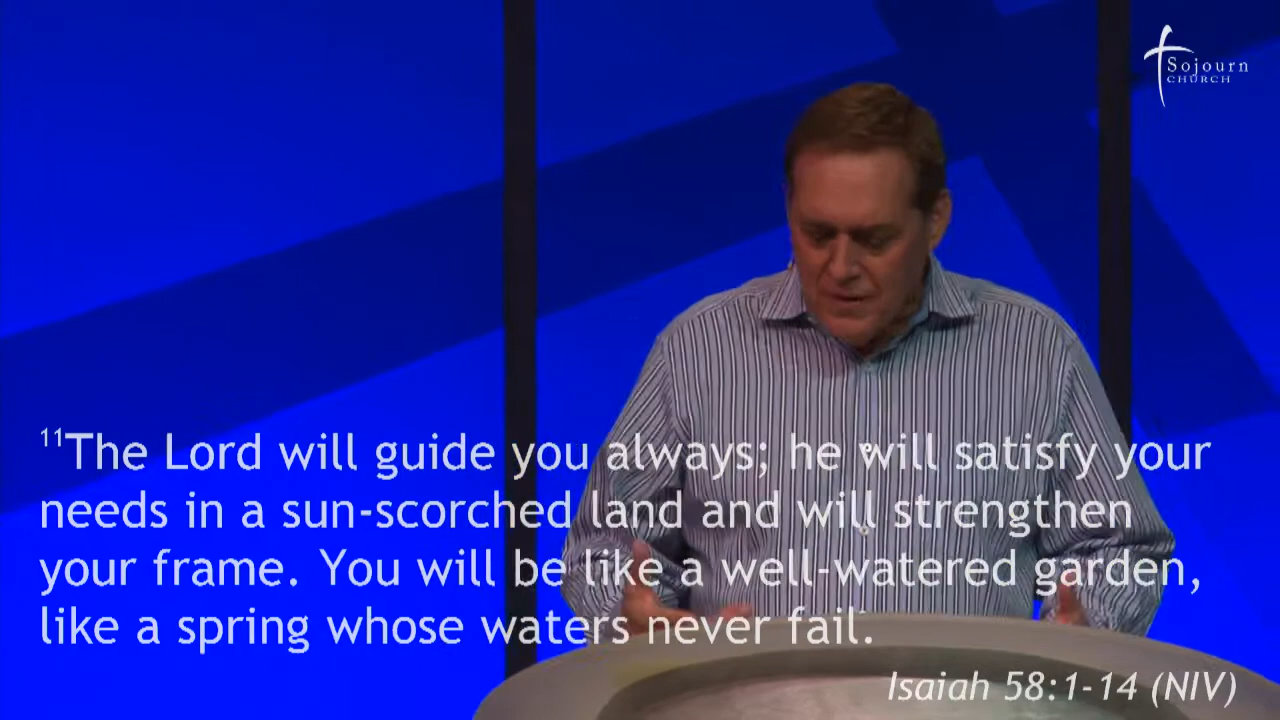 Sojourn
CHURCH
¹¹The Lord will guide you always; he will satisfy your
needs in a sun-scorched land and will strengthen
your frame. You will be like a well-watered garden,
like a spring whose waters never fail.
Isaiah 58:1-14 (NIV)